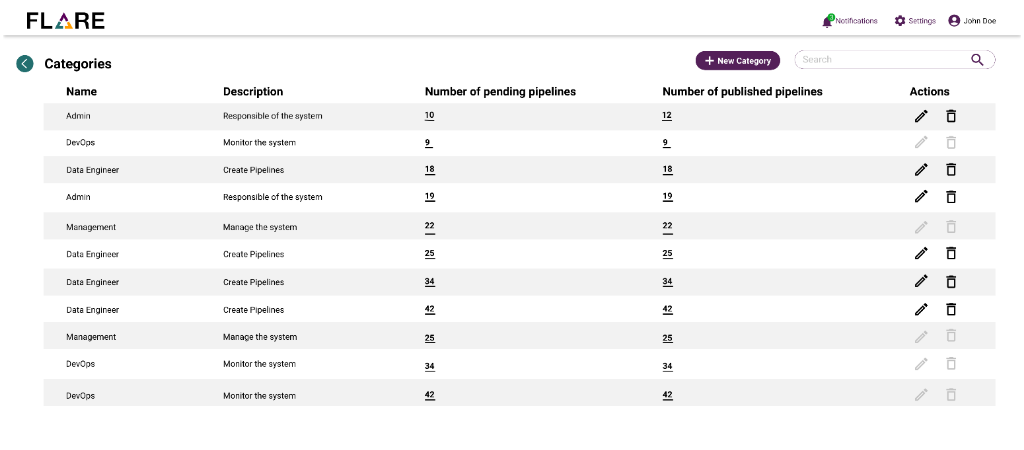 FLARE
3 Notifications Settings John Doe
Categories + New Category Search
Name Description Number of pending pipelines Number of published pipelines Actions
Admin Responsible of the system 10 12
DevOps Monitor the system 9 9
Data Engineer Create Pipelines 18 18
Admin Responsible of the system 19 19
Management Manage the system 22 22
Data Engineer Create Pipelines 25 25
Data Engineer Create Pipelines 34 34
Data Engineer Create Pipelines 42 42
Management Manage the system 25 25
DevOps Monitor the system 34 34
DevOps Monitor the system 42 42